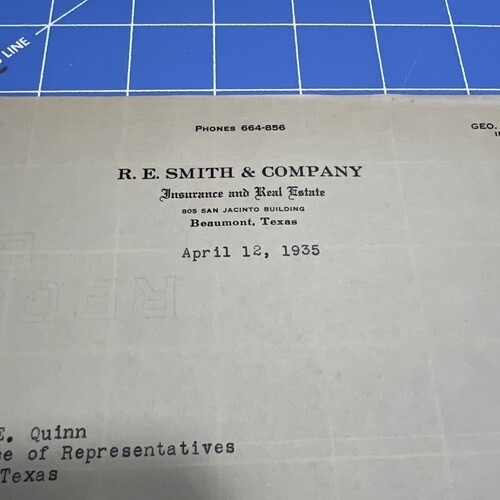 LINE
PHONES 664-856
GEO.
R. E. SMITH & COMPANY
Insurance and Real Estate
805 SAN JACINTO BUILDING
Beaumont, Texas
April 12, 1935
E. Quinn
of Representatives
Texas